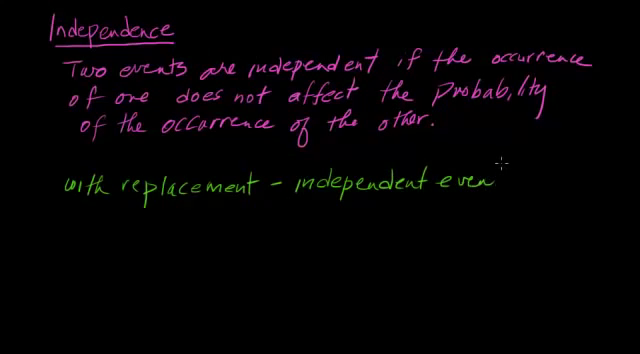 Independence
Two events are independent if the occurrence
of one does not affect the Probability
of the occurrence of the other.
with replacement - independent even